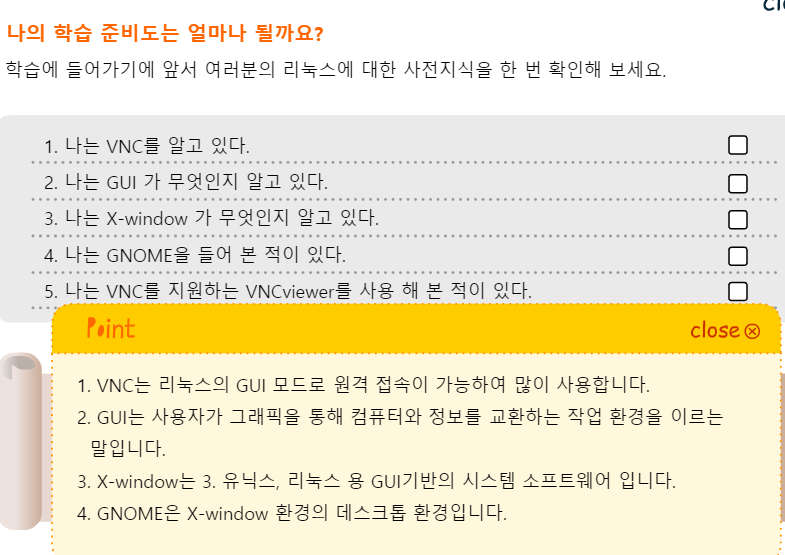 나의 학습 준비도는 얼마나 될까요?
학습에 들어가기에 앞서 여러분의 리눅스에 대한 사전지식을 한 번 확인해 보세요.
1. 나는 VNC를 알고 있다.
2. 나는 GUI 가 무엇인지 알고 있다.
3. 나는 X-window 가 무엇인지 알고 있다.
4. 나는 GNOME을 들어 본 적이 있다.
5. 나는 VNC를 지원하는 VNCviewer를 사용 해 본 적이 있다.
Point
close
1. VNC는 리눅스의 GUI 모드로 원격 접속이 가능하여 많이 사용합니다.
2. GUI는 사용자가 그래픽을 통해 컴퓨터와 정보를 교환하는 작업 환경을 이르는
말입니다.
3. X-window는 3. 유닉스, 리눅스 용 GUI기반의 시스템 소프트웨어 입니다.
4. GNOME은 X-window 환경의 데스크톱 환경입니다.